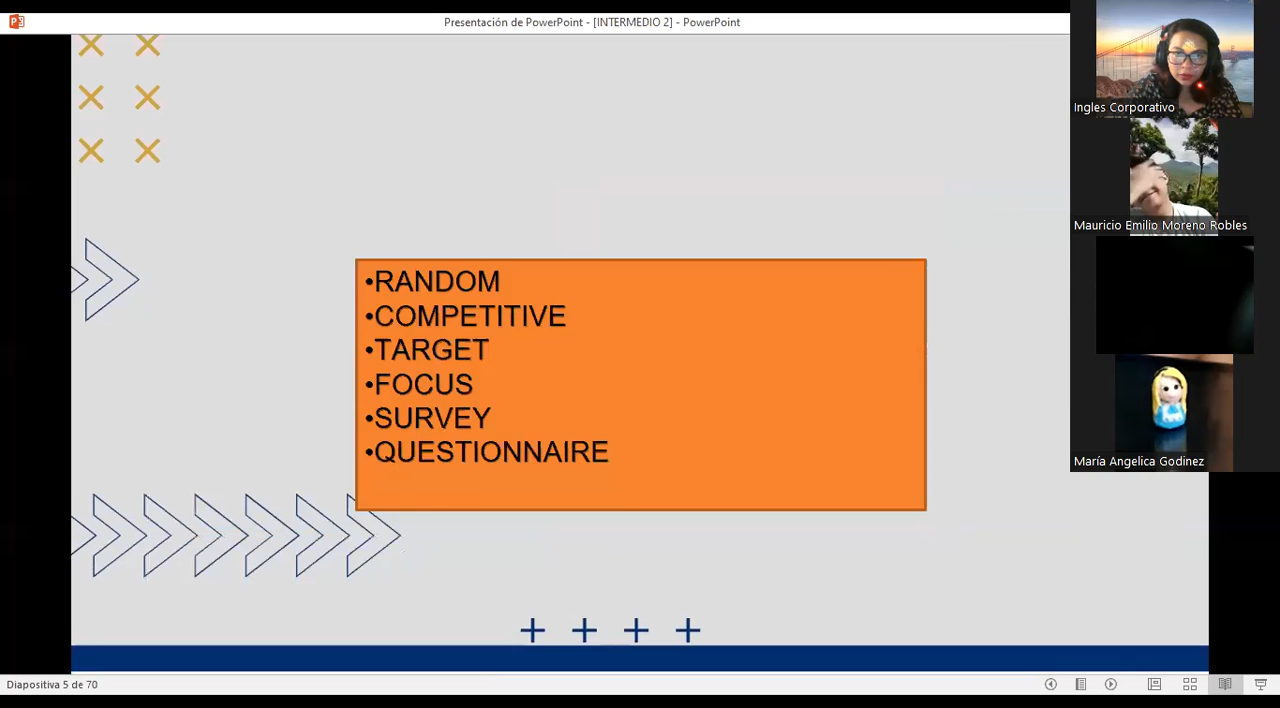 Presentación de PowerPoint - [INTERMEDIO 2] - PowerPoint
Ingles Corporativo
Mauricio Emilio Moreno Robles
•RANDOM
•COMPETITIVE
•TARGET
•FOCUS
•SURVEY
•QUESTIONNAIRE
María Angelica Godinez
Diapositiva 5 de 70